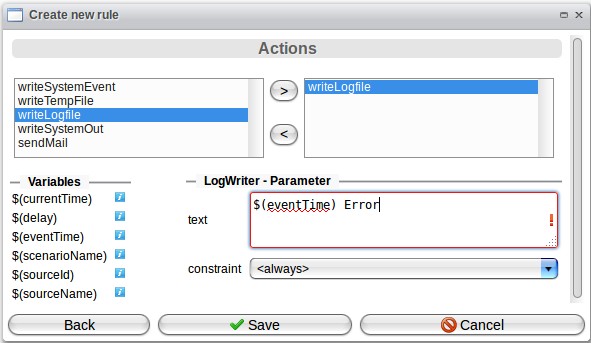 Create new rule
Actions
writeSystemEvent
writeTempFile
writeLogfile
writeSystemOut
sendMail
>
<
writeLogfile
Variables
$(currentTime)
$(delay)
$(eventTime)
$(scenarioName)
$(sourceId)
$(sourceName)
LogWriter - Parameter
text
$(eventTime) Error
constraint
<always>
Back
Save
Cancel